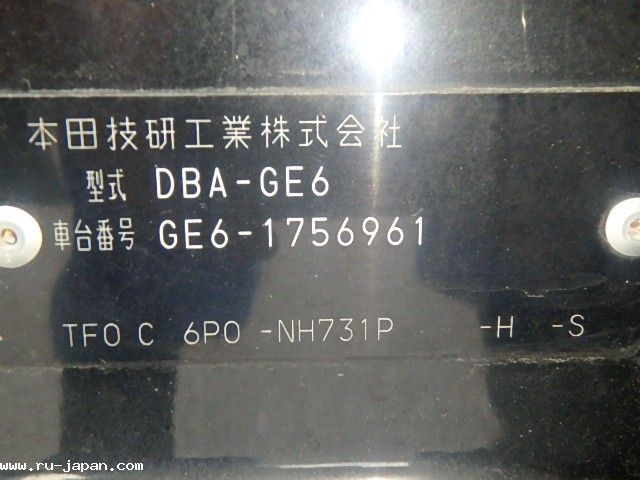 本田技研工業株式会社
型式 DBA-GE6
車台番号 GE6-1756961
TF0 C 6P0 -NH731P -H -S
www.ru-japan.com